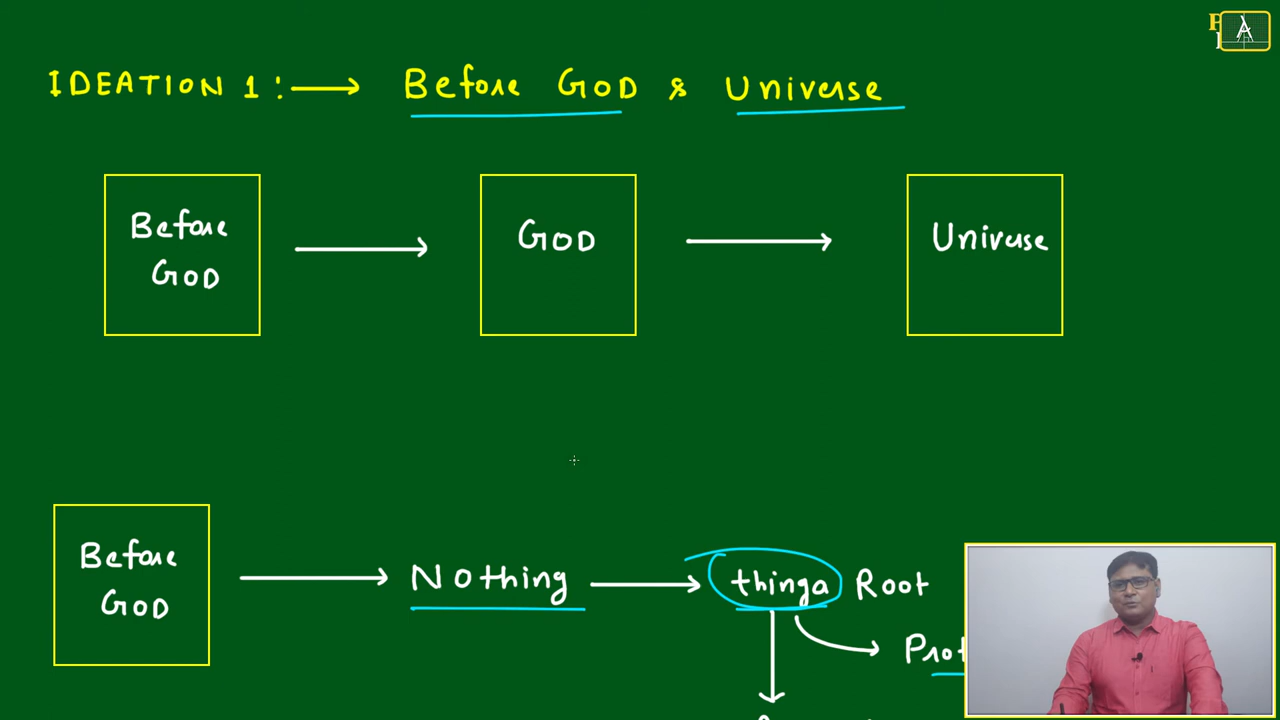 IDEATION 1 :⟶ Before GOD & Universe
Before
GOD
GOD
Universe
Before
GOD
Nothing
thinga Root